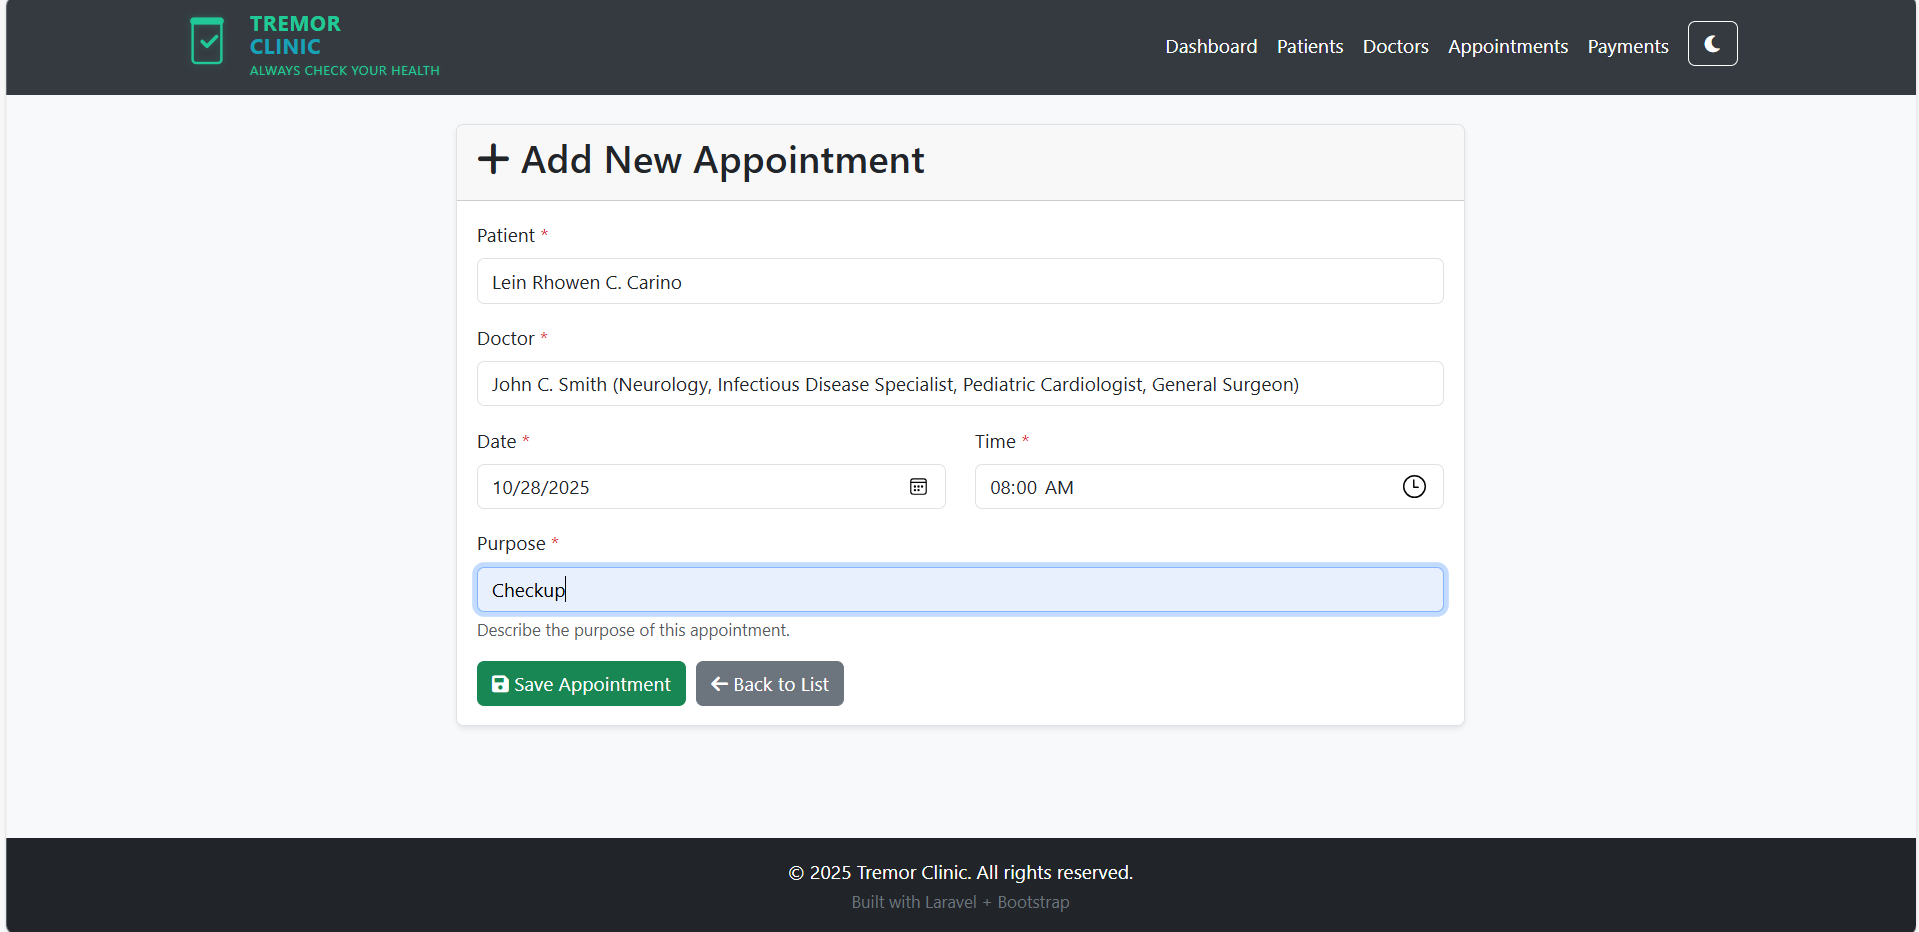 TREMOR
CLINIC
ALWAYS CHECK YOUR HEALTH
Dashboard Patients Doctors Appointments Payments
Add New Appointment
Patient *
Lein Rhowen C. Carino
Doctor *
John C. Smith (Neurology, Infectious Disease Specialist, Pediatric Cardiologist, General Surgeon)
Date * Time *
10/28/2025 08:00 AM
Purpose *
Checkup
Describe the purpose of this appointment.
Save Appointment Back to List
© 2025 Tremor Clinic. All rights reserved.
Built with Laravel + Bootstrap